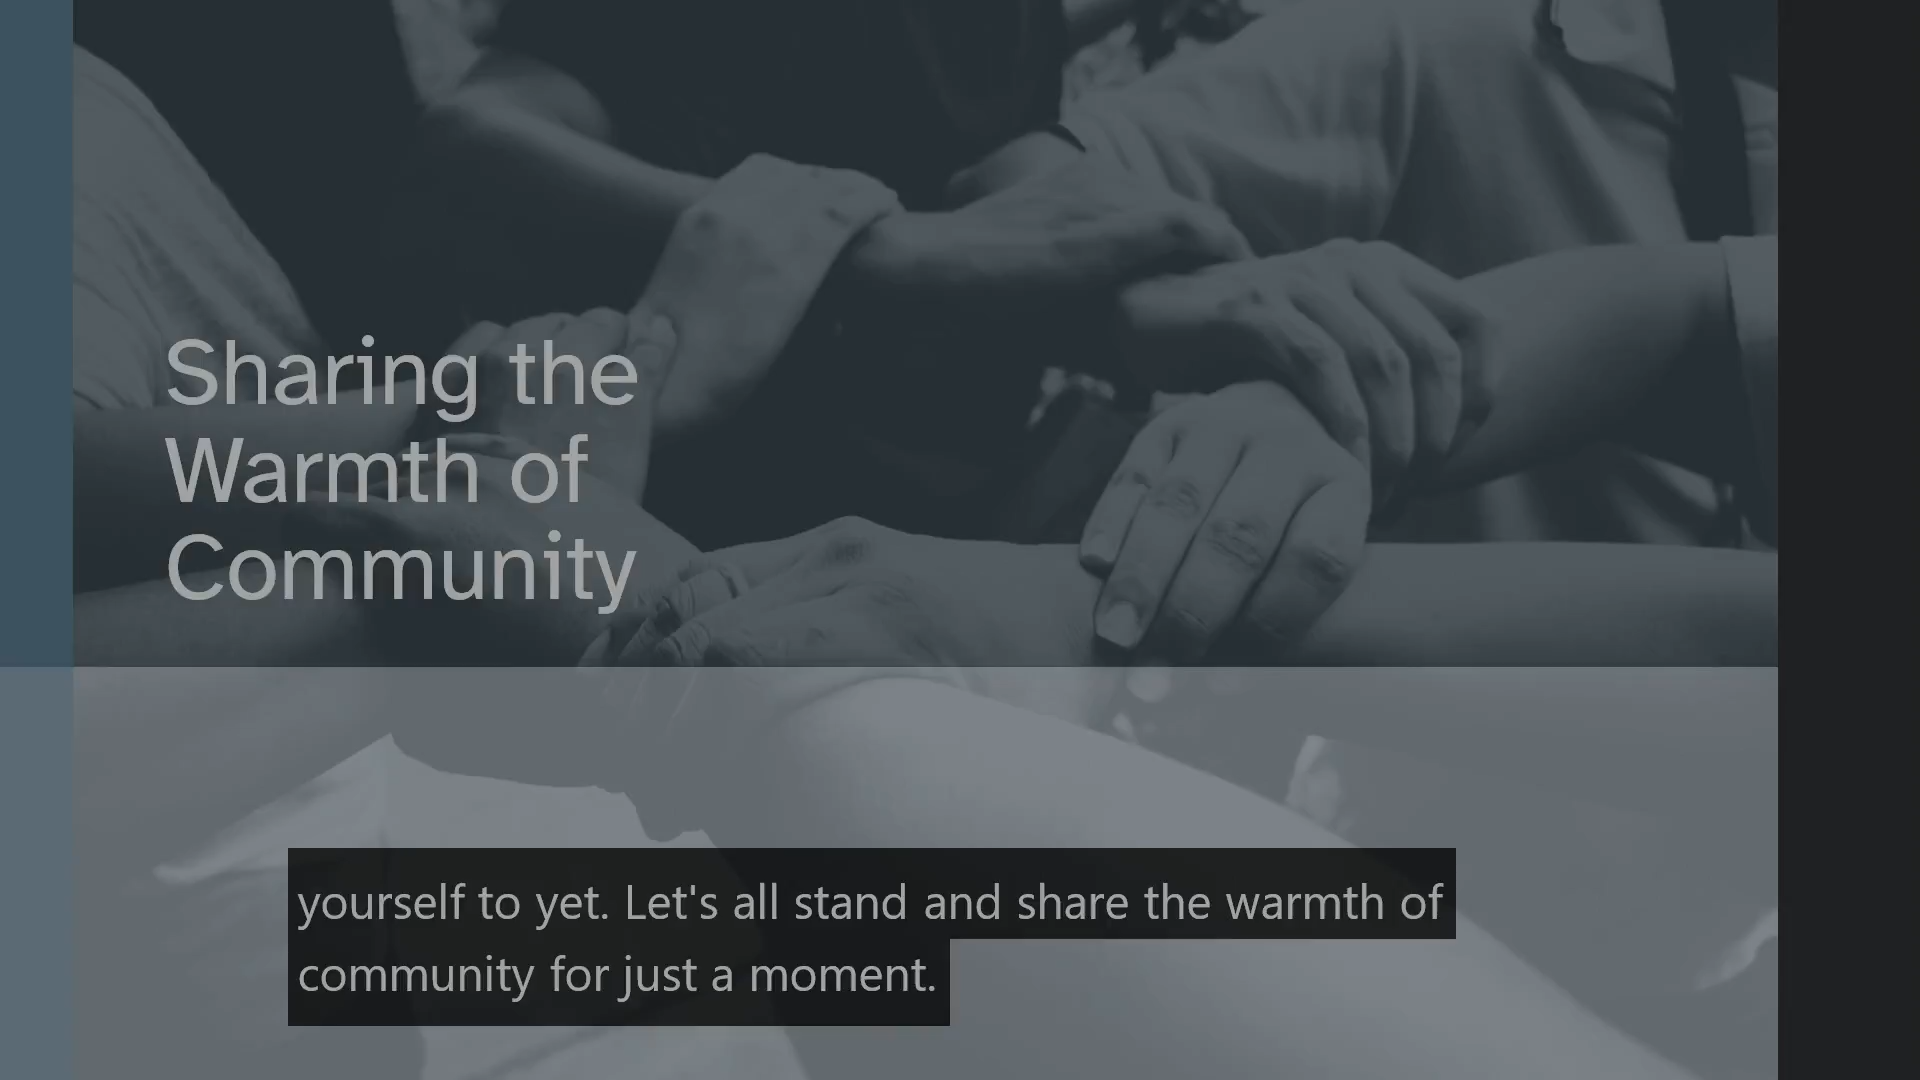 Sharing the
Warmth of
Community
yourself to yet. Let's all stand and share the warmth of
community for just a moment.